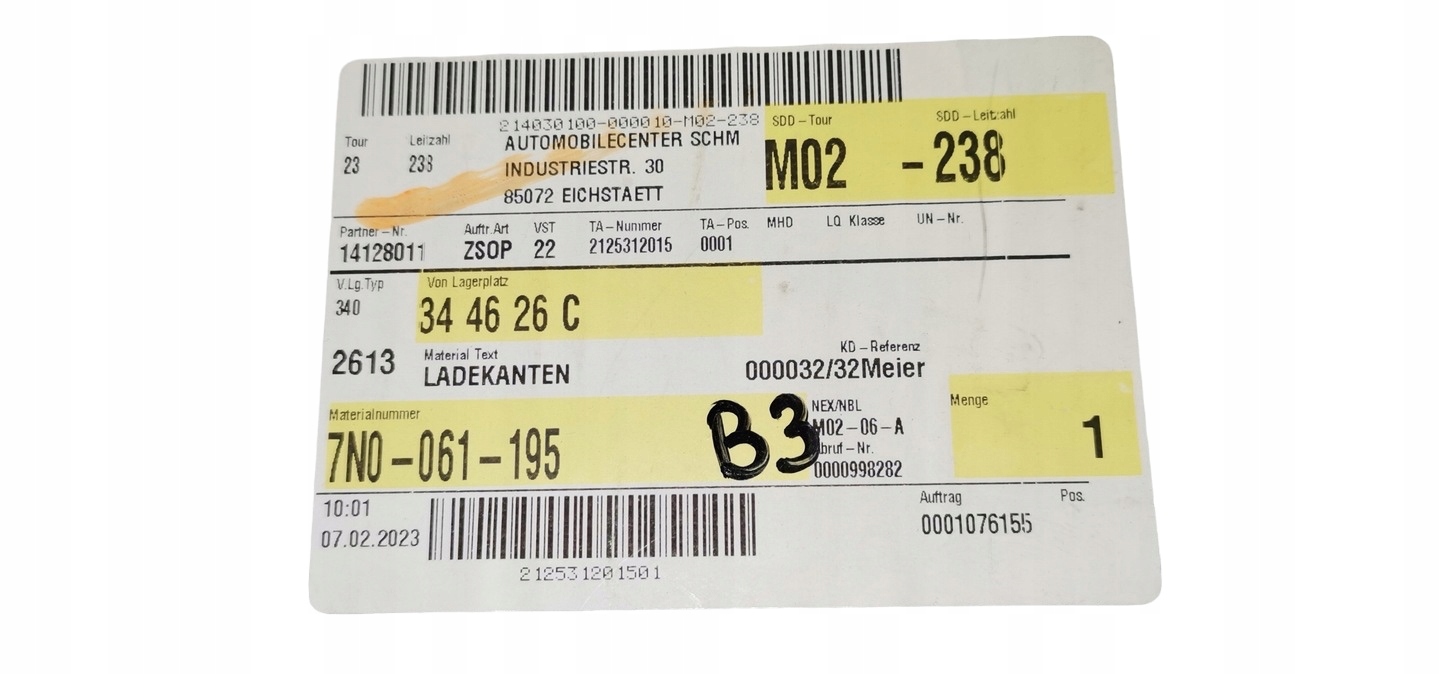 214030100-000010-M02-238
Tour Leitzahl AUTOMOBILECENTER SCHM SDD-Tour SDD-Leitzahl
23 238 INDUSTRIESTR. 30 M02 -238
85072 EICHSTAETT
Partner-Nr. Auftr.Art VST TA-Nummer TA-Pos. MHD LQ Klasse UN-Nr.
14128011 ZSOP 22 2125312015 0001
V.Lg.Typ Von Lagerplatz
340 34 46 26 C
2613 Material Text KD-Referenz
LADEKANTEN 000032/32Meier
Materialnummer NEX/NBL Menge
7N0-061-195 B3 M02-06-A 1
bruf-Nr.
0000998282
10:01 Auftrag Pos.
07.02.2023 0001076155
212531201501